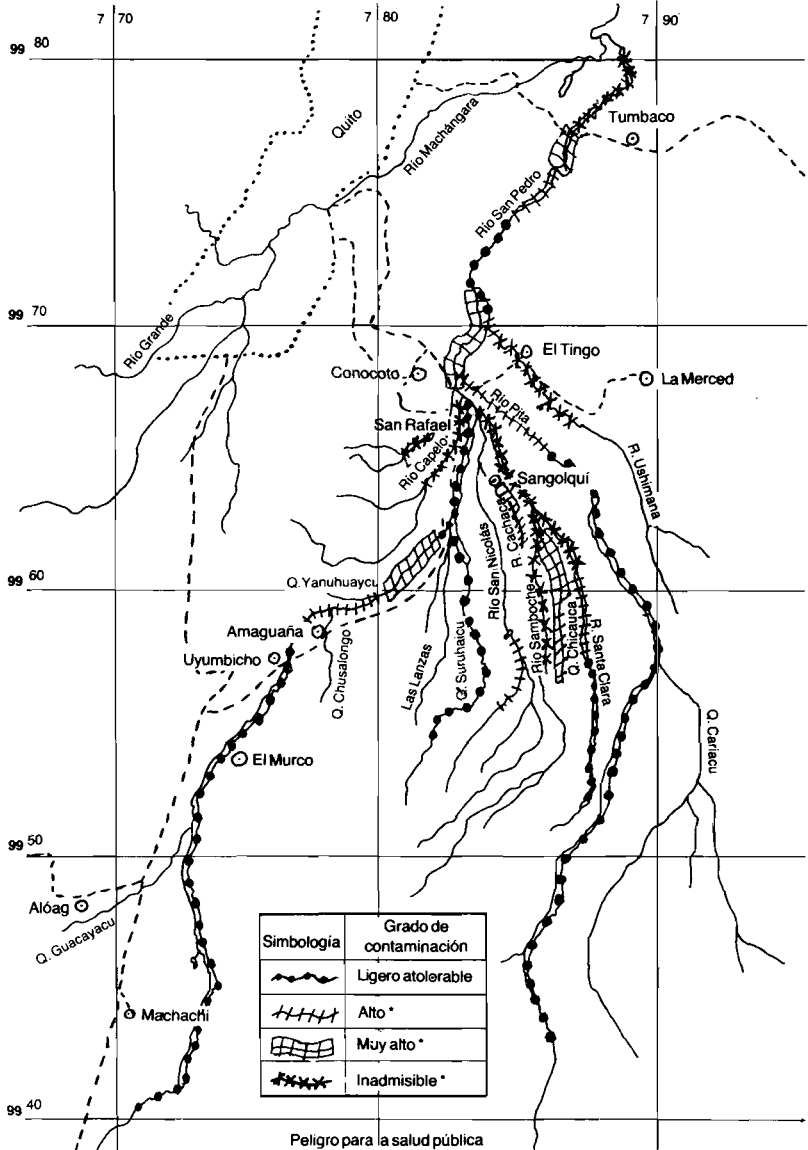 7 70
7 80
7 90
99 80
Tumbaco
Quito
Río Machángara
Río San Pedro
99 70
Río Grande
El Tingo
Conocoto
La Merced
Río Pita
San Rafael
Río Capelo
Sangolquí
R. Ushimana
R. Cachaco
Río San Nicolás
99 60
Q. Yanuhuaycu
Amaguaña
Uyumbicho
Q. Chusalongo
Las Lanzas
Q. Suruhaicu
Río Samboche
Q. Chicauca
R. Santa Clara
Q. Cariacu
El Murco
99 50
Alóag
Q. Guacayacu
Machachi
Simbología
Grado de
contaminación
Ligero atolerable
Alto *
Muy alto *
Inadmisible *
99 40
Peligro para la salud pública